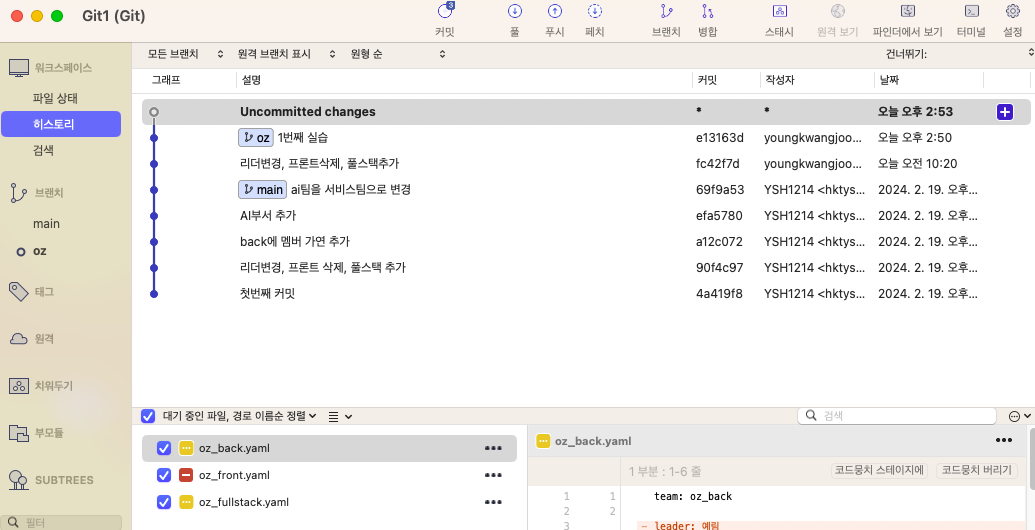 Git1 (Git)
3
커밋 풀 푸시 페치 브랜치 병합 스태시 원격 보기 파인더에서 보기 터미널 설정
모든 브랜치 원격 브랜치 표시 원형 순 건너뛰기:
그래프 설명 커밋 작성자 날짜
Uncommitted changes * * 오늘 오후 2:53
oz 1번째 실습 e13163d youngkwangjoo... 오늘 오후 2:50
리더변경, 프론트삭제, 풀스택추가 fc42f7d youngkwangjoo... 오늘 오전 10:20
main ai팀을 서비스팀으로 변경 69f9a53 YSH1214 <hktys... 2024. 2. 19. 오후...
AI부서 추가 efa5780 YSH1214 <hktys... 2024. 2. 19. 오후...
back에 멤버 가연 추가 a12c072 YSH1214 <hktys... 2024. 2. 19. 오후...
리더변경, 프론트 삭제, 풀스택 추가 90f4c97 YSH1214 <hktys... 2024. 2. 19. 오후...
첫번째 커밋 4a419f8 YSH1214 <hktys... 2024. 2. 19. 오후...
워크스페이스
파일 상태
히스토리
검색
브랜치
main
oz
태그
원격
치워두기
부모듈
SUBTREES
필터
대기 중인 파일, 경로 이름순 정렬 검색
oz_back.yaml
oz_front.yaml
oz_fullstack.yaml
oz_back.yaml
1 부분 : 1-6 줄 코드뭉치 스테이지에 코드뭉치 버리기
1 1 team: oz_back
2 2
3 - leader: 예림